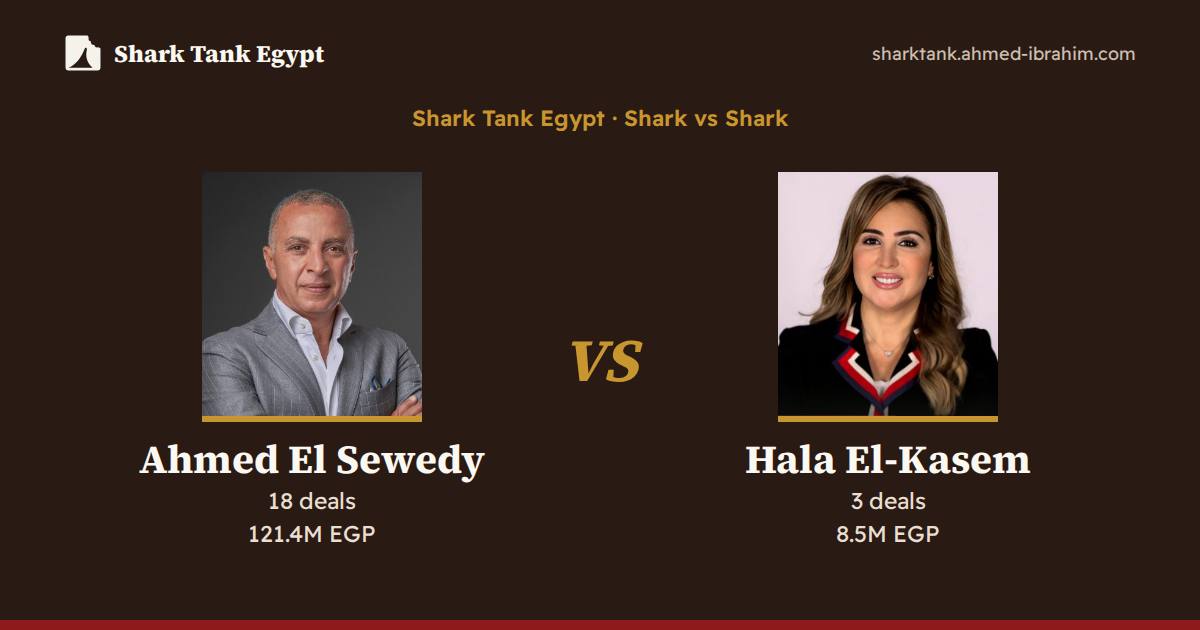 Shark Tank Egypt
sharktank.ahmed-ibrahim.com
Shark Tank Egypt · Shark vs Shark
VS
Ahmed El Sewedy
18 deals
121.4M EGP
Hala El-Kasem
3 deals
8.5M EGP